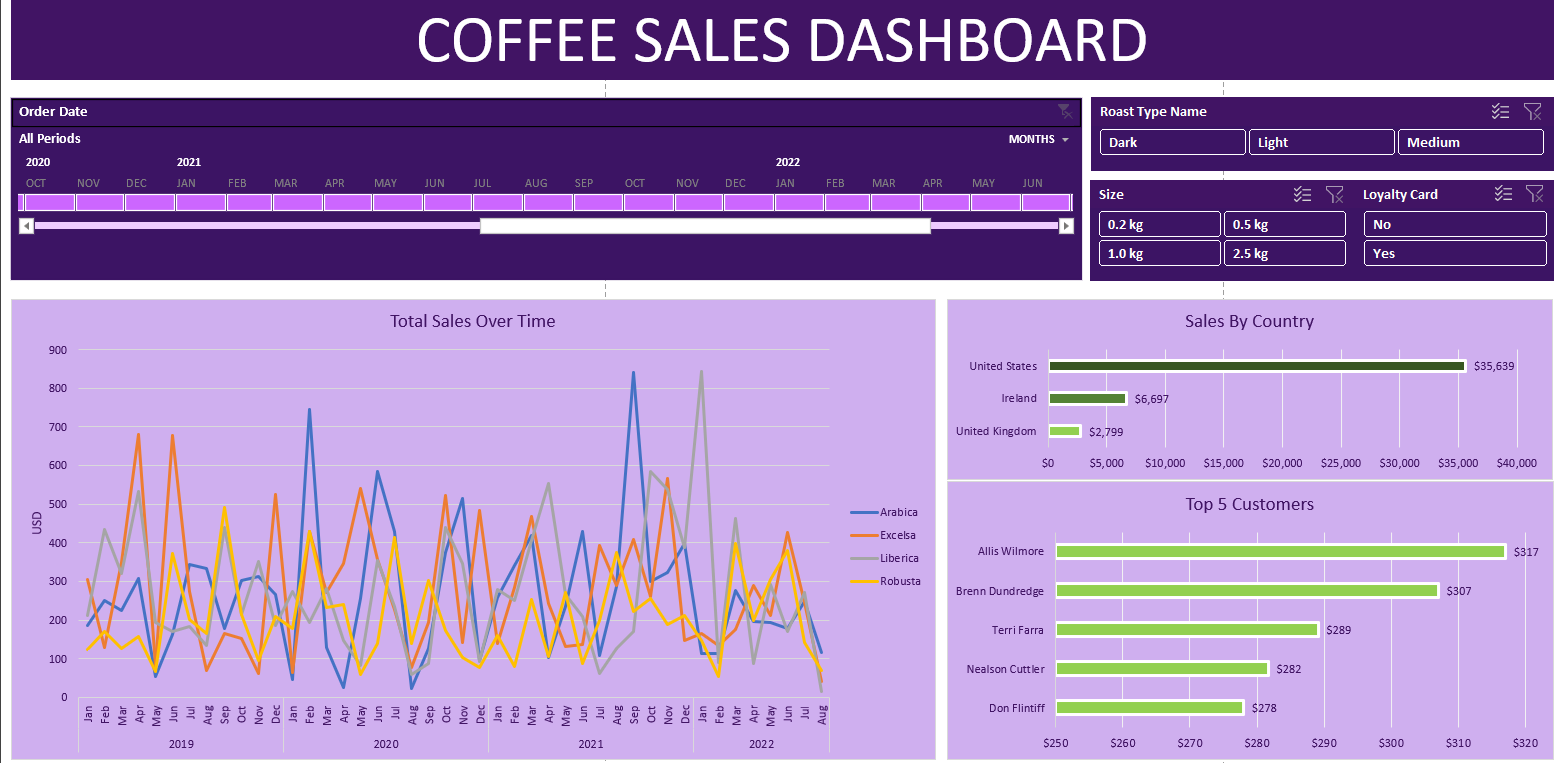 COFFEE SALES DASHBOARD
Order Date
All Periods
MONTHS
2020 2021 2022
OCT NOV DEC JAN FEB MAR APR MAY JUN JUL AUG SEP OCT NOV DEC JAN FEB MAR APR MAY JUN
Roast Type Name
Dark Light Medium
Size
0.2 kg 0.5 kg
1.0 kg 2.5 kg
Loyalty Card
No
Yes
Total Sales Over Time
900
800
700
600
500
400
300
200
100
0
USD
Jan Feb Mar Apr May Jun Jul Aug Sep Oct Nov Dec Jan Feb Mar Apr May Jun Jul Aug Sep Oct Nov Dec Jan Feb Mar Apr May Jun Jul Aug Sep Oct Nov Dec Jan Feb Mar Apr May Jun Jul Aug
2019 2020 2021 2022
Arabica
Excelsa
Liberica
Robusta
Sales By Country
United States $35,639
Ireland $6,697
United Kingdom $2,799
$0 $5,000 $10,000 $15,000 $20,000 $25,000 $30,000 $35,000 $40,000
Top 5 Customers
Allis Wilmore $317
Brenn Dundredge $307
Terri Farra $289
Nealson Cuttler $282
Don Flintiff $278
$250 $260 $270 $280 $290 $300 $310 $320